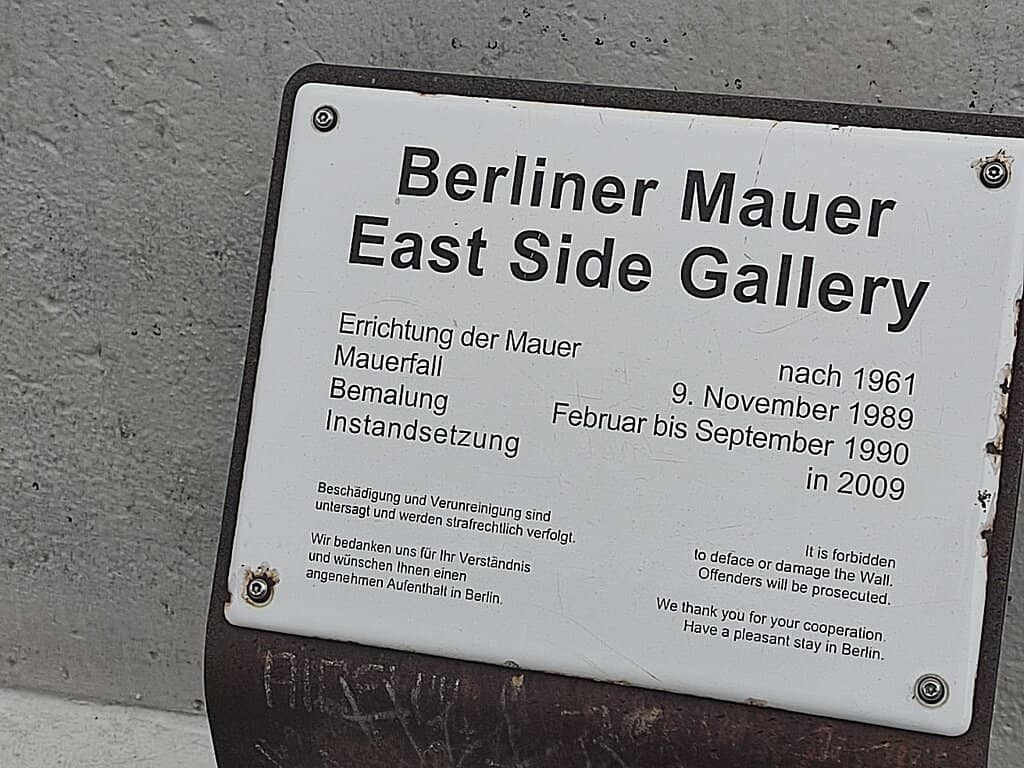 Berliner Mauer
East Side Gallery
Errichtung der Mauer nach 1961
Mauerfall 9. November 1989
Bemalung Februar bis September 1990
Instandsetzung in 2009
Beschädigung und Verunreinigung sind
untersagt und werden strafrechtlich verfolgt.
Wir bedanken uns für Ihr Verständnis
und wünschen Ihnen einen
angenehmen Aufenthalt in Berlin.
It is forbidden
to deface or damage the Wall.
Offenders will be prosecuted.
We thank you for your cooperation.
Have a pleasant stay in Berlin.